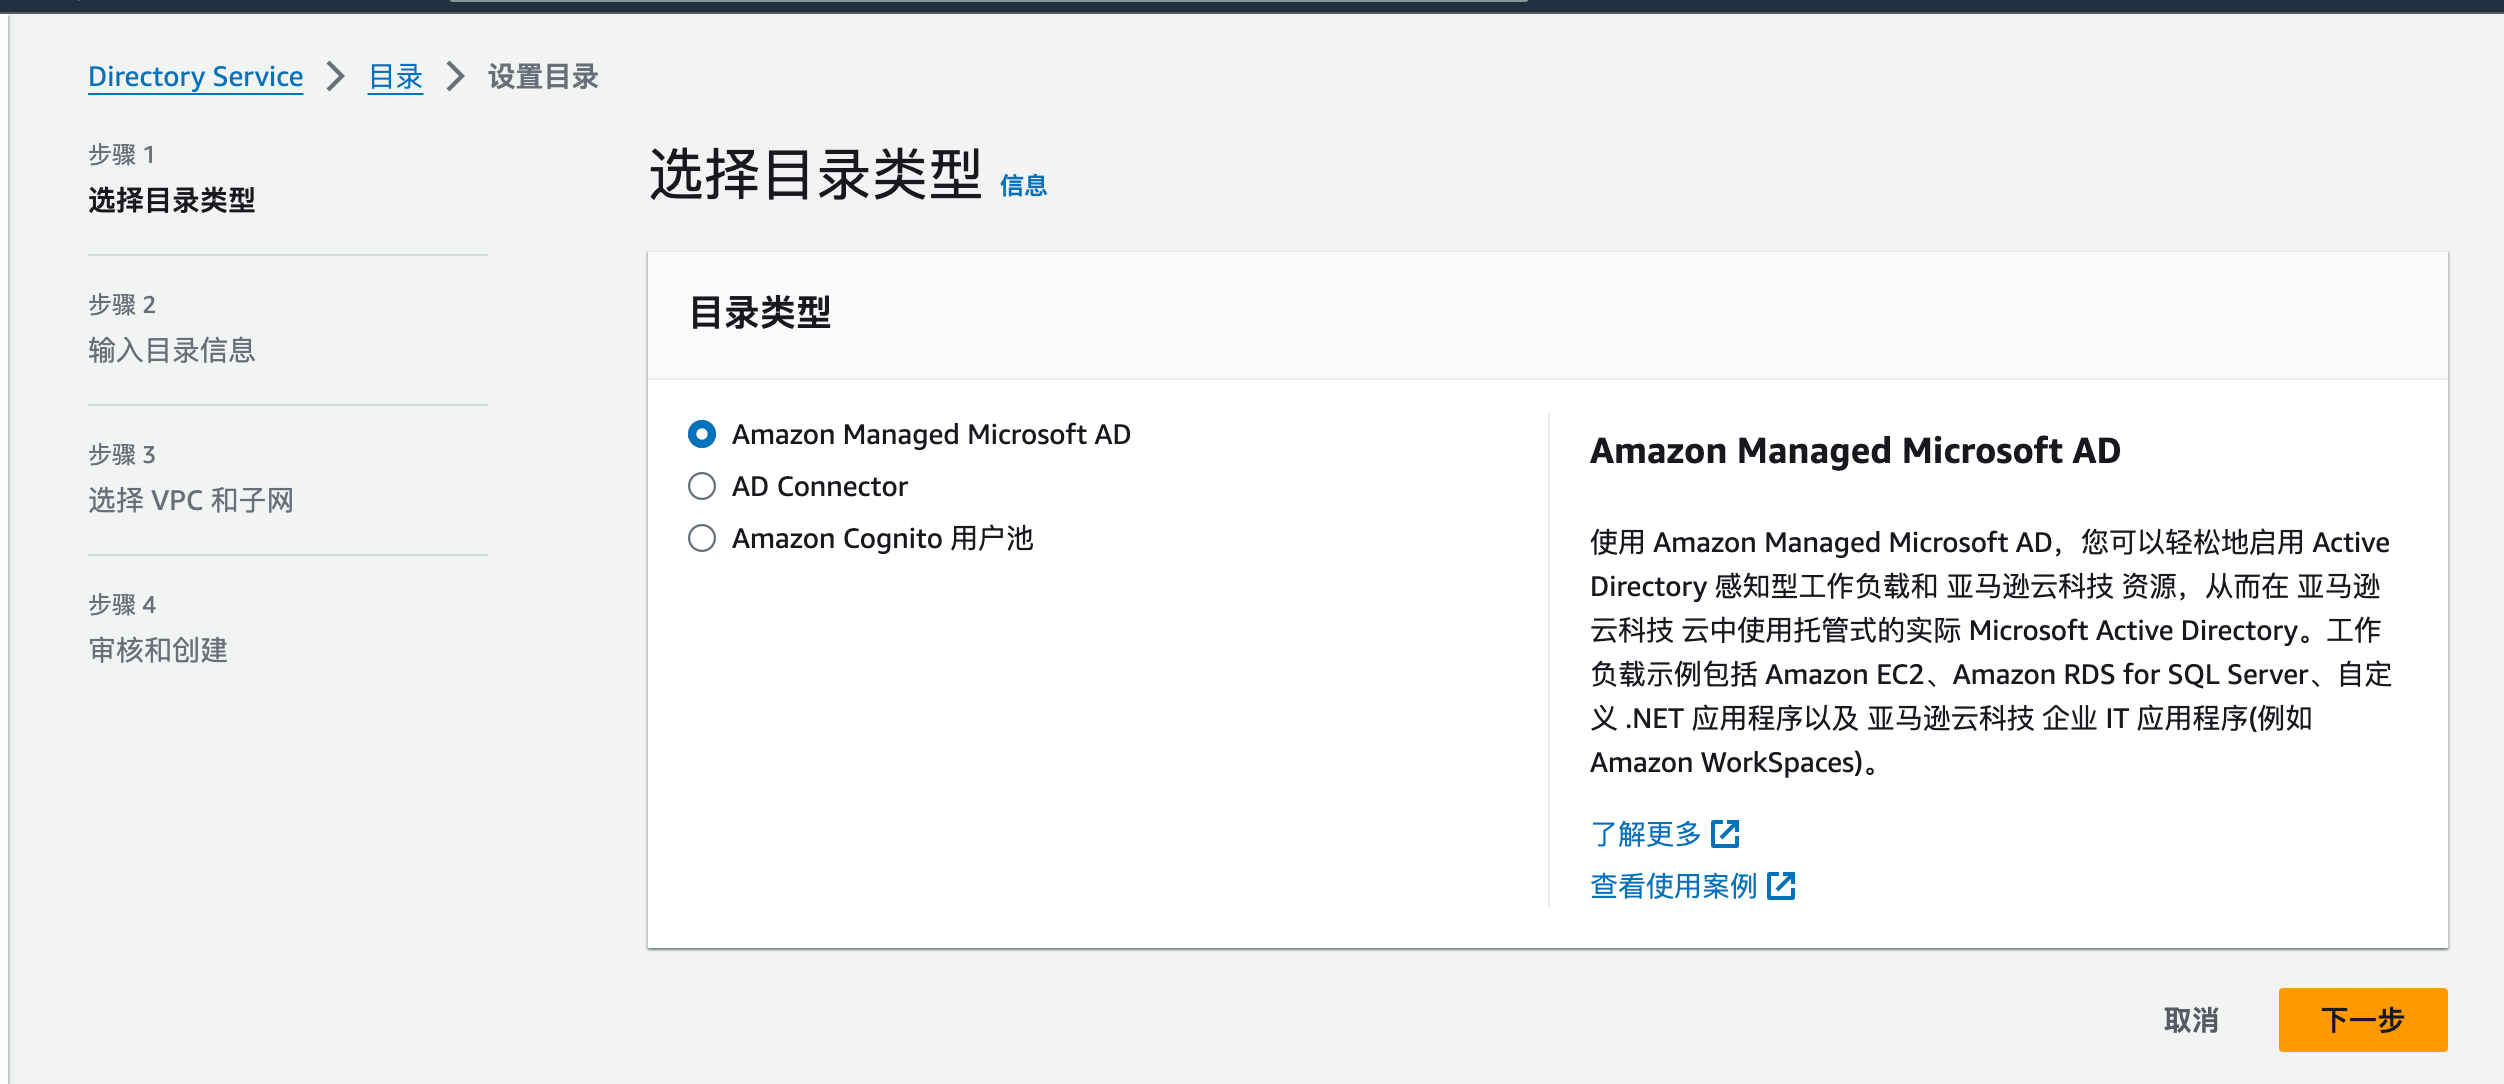 Directory Service > 目录 > 设置目录
步骤 1
选择目录类型
步骤 2
输入目录信息
步骤 3
选择 VPC 和子网
步骤 4
审核和创建
选择目录类型 信息
目录类型
Amazon Managed Microsoft AD
AD Connector
Amazon Cognito 用户池
Amazon Managed Microsoft AD
使用 Amazon Managed Microsoft AD，您可以轻松地启用 Active
Directory 感知型工作负载和 亚马逊云科技 资源，从而在 亚马逊
云科技 云中使用托管式的实际 Microsoft Active Directory。工作
负载示例包括 Amazon EC2、Amazon RDS for SQL Server、自定
义 .NET 应用程序以及 亚马逊云科技 企业 IT 应用程序(例如
Amazon WorkSpaces)。
了解更多
查看使用案例
取消
下一步